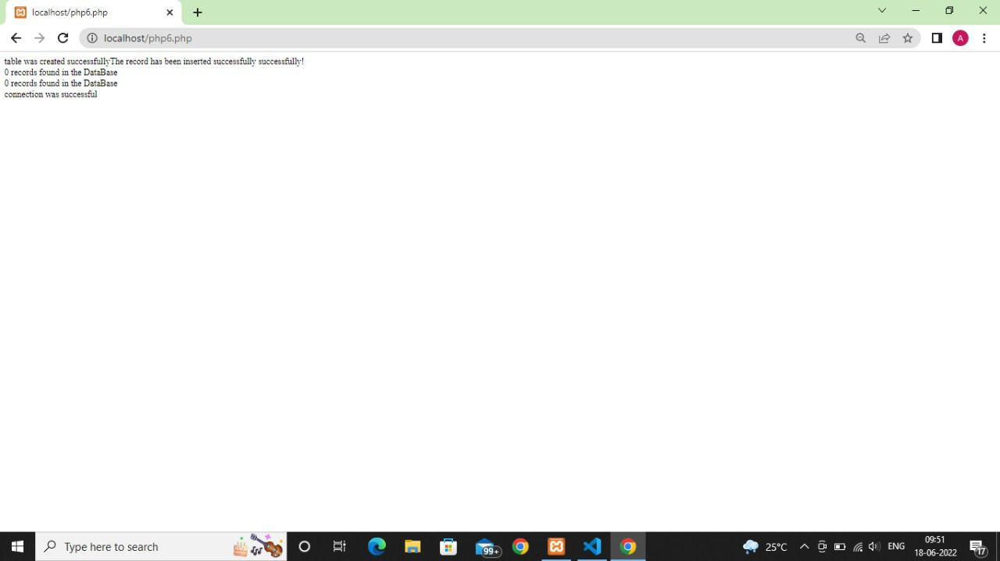 localhost/php6.php
localhost/php6.php
A
table was created successfullyThe record has been inserted successfully successfully!
0 records found in the DataBase
0 records found in the DataBase
connection was successful
Type here to search
99+
25°C
ENG
09:51
18-06-2022
17